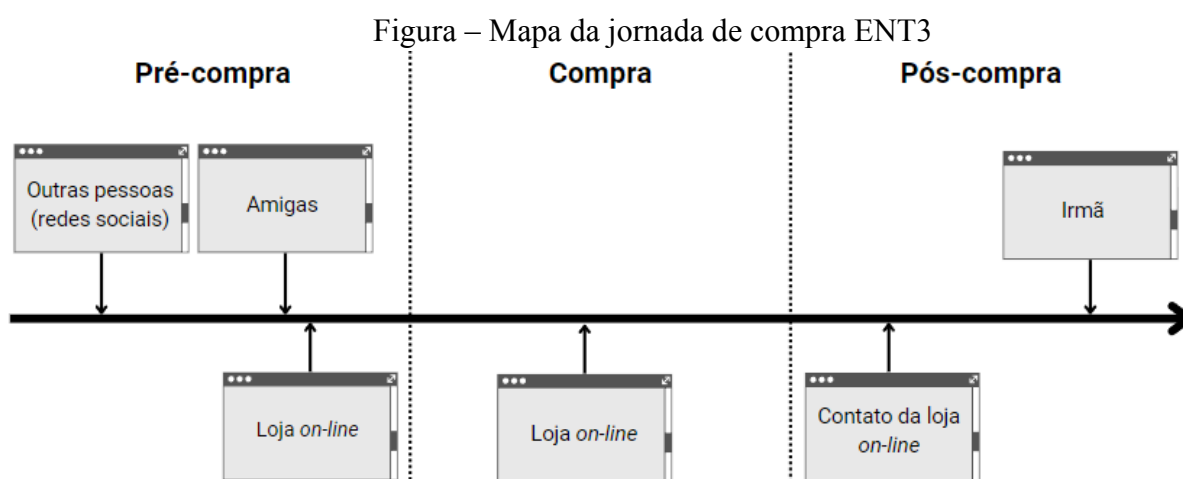 Figura – Mapa da jornada de compra ENT3
Pré-compra
Compra
Pós-compra
Outras pessoas
(redes sociais)
Amigas
Irmã
Loja on-line
Loja on-line
Contato da loja
on-line